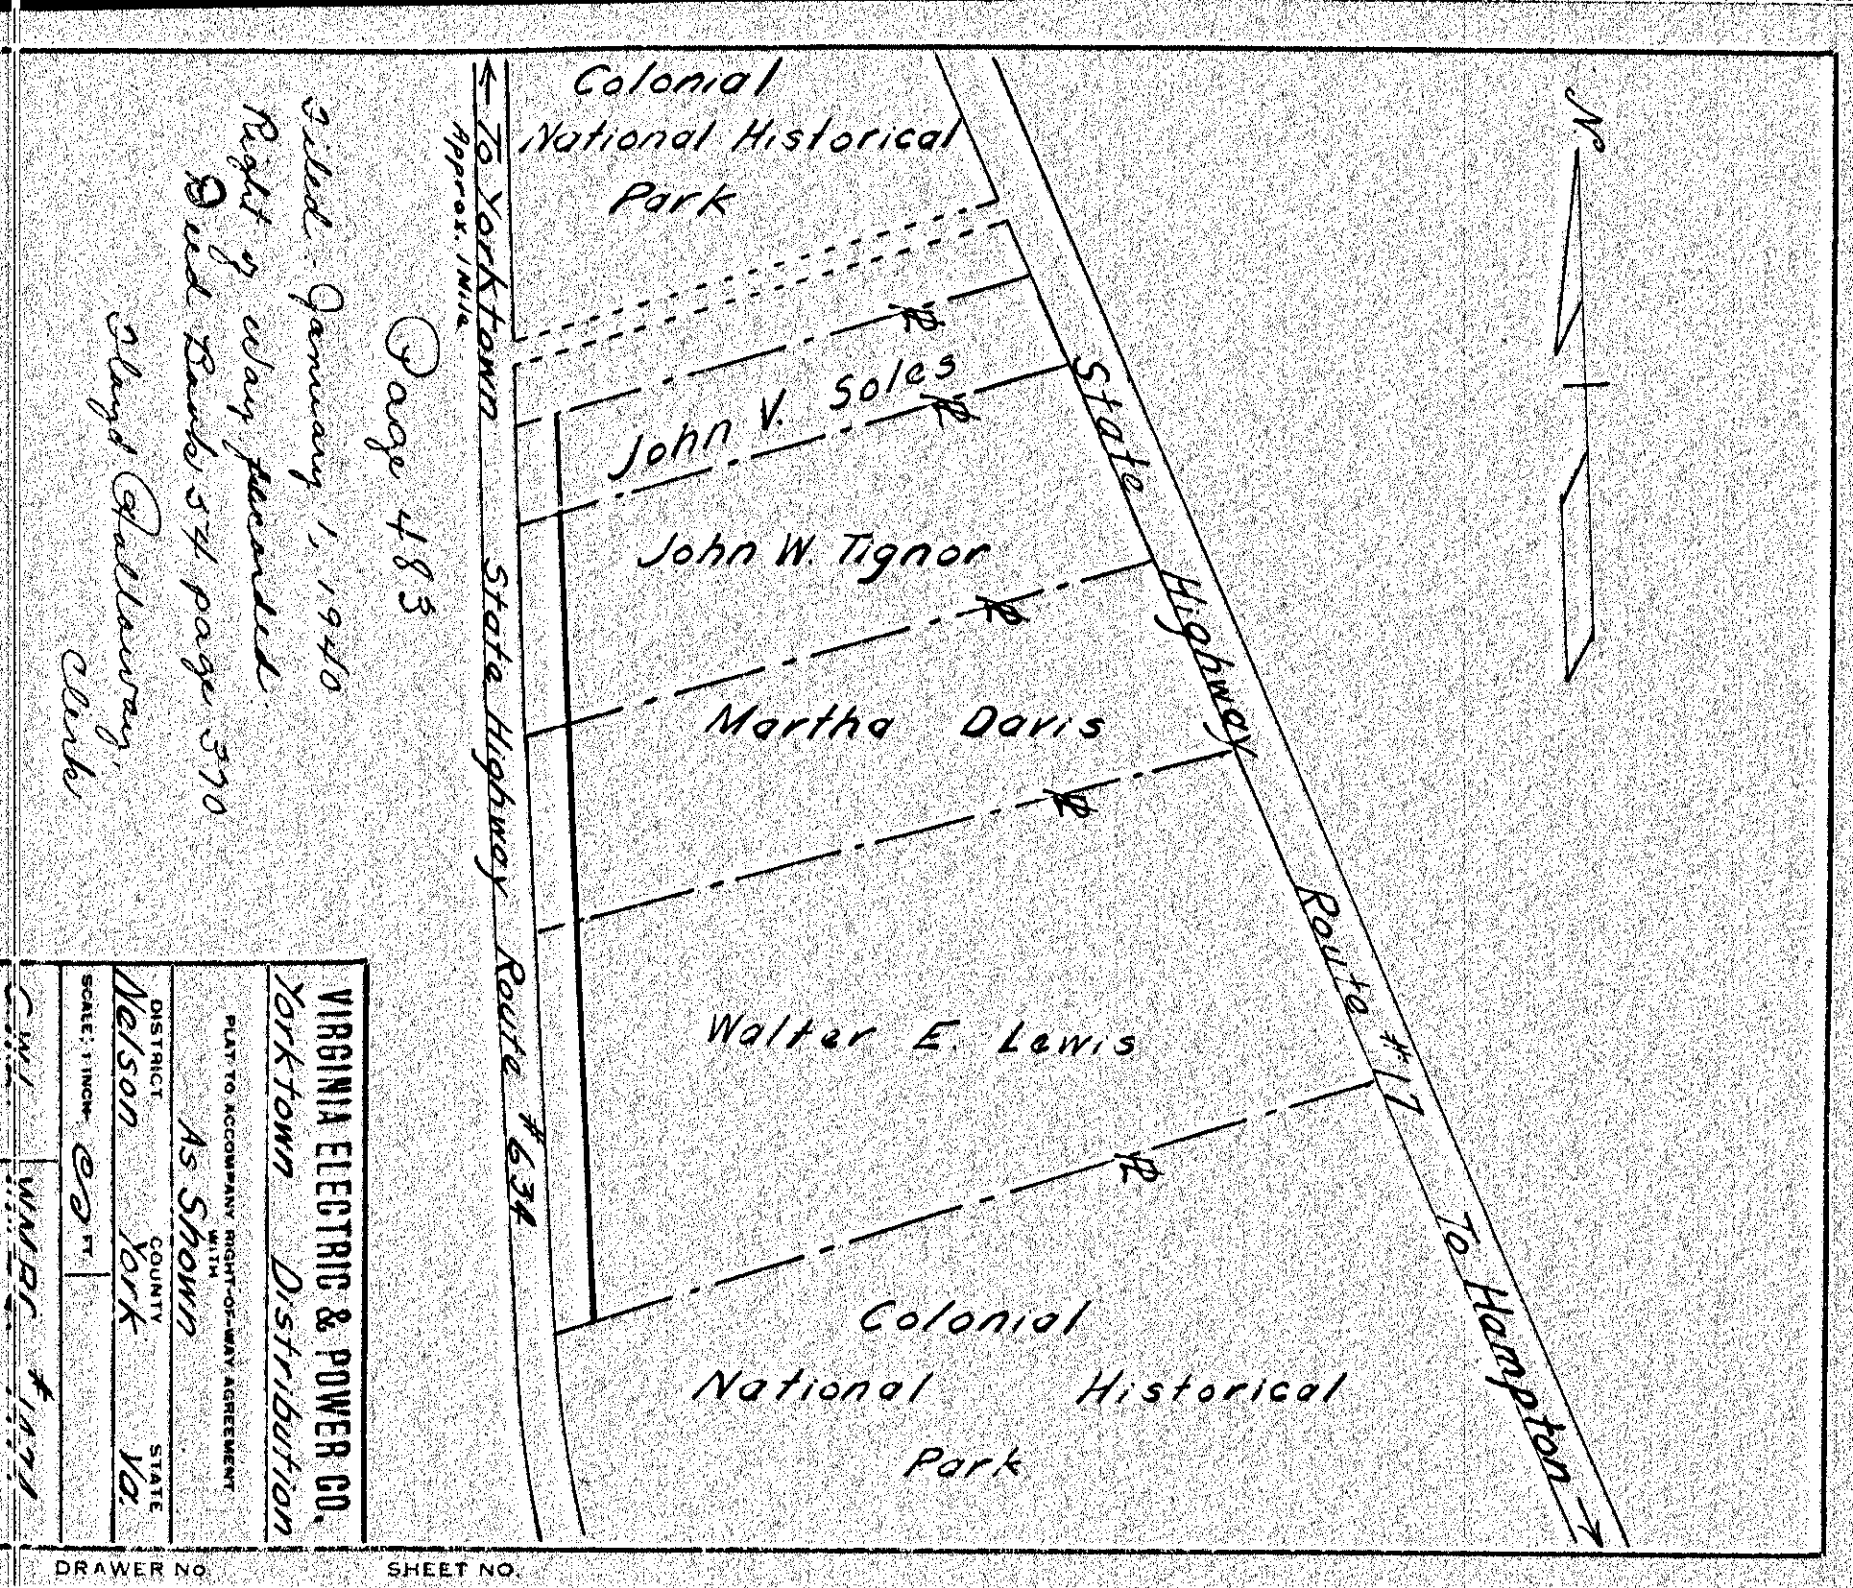 N.
Colonial
National Historical
Park
← To Yorktown
Approx. 1 Mile
State Highway Route #634
State Highway Route #17 To Hampton →
John V. Soles
John W. Tignor
Martha Davis
Walter E. Lewis
Colonial
National Historical
Park
Page 483
Filed January 1, 1940
Right of Way recorded
Deed Book 54 page 370
Floyd Holloway,
Clerk
VIRGINIA ELECTRIC & POWER CO.
Yorktown Distribution
PLAT TO ACCOMPANY RIGHT-OF-WAY AGREEMENT
WITH
As Shown
DISTRICT COUNTY STATE
Nelson York Va.
SCALE: 1 INCH= FT.
DRAWER NO.
SHEET NO.